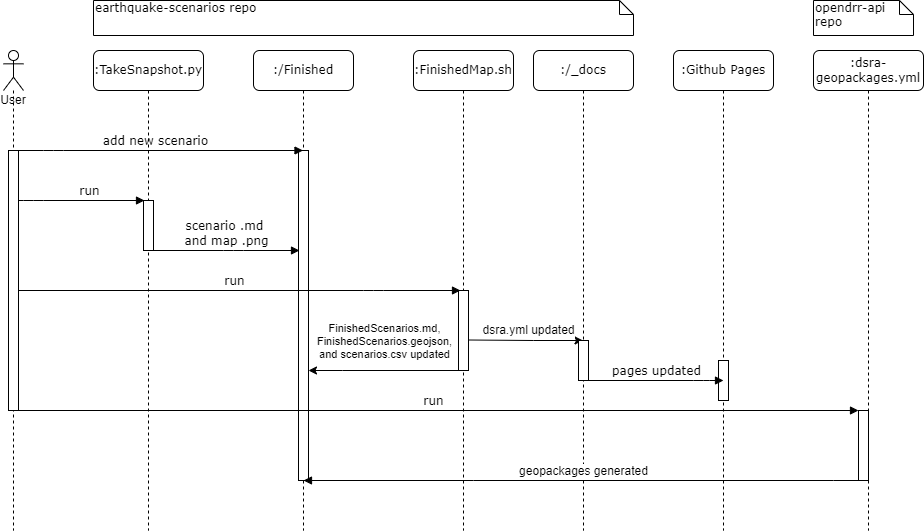 earthquake-scenarios repo
opendrr-api
repo
User
:TakeSnapshot.py
:/Finished
:FinishedMap.sh
:/_docs
:Github Pages
:dsra-
geopackages.yml
add new scenario
run
scenario .md
and map .png
run
FinishedScenarios.md,
FinishedScenarios.geojson,
and scenarios.csv updated
dsra.yml updated
pages updated
run
geopackages generated